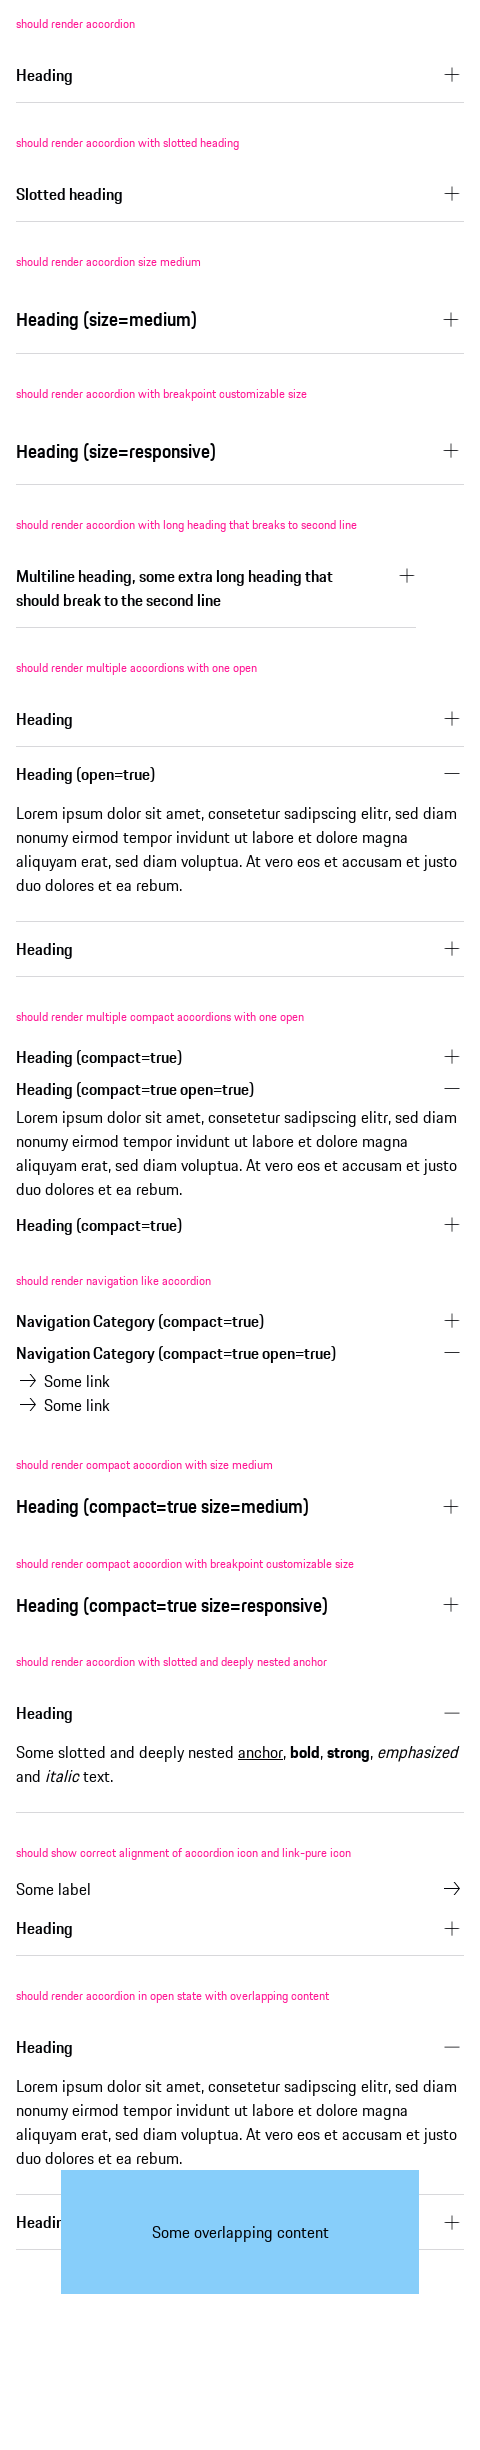 should render accordion
Heading
should render accordion with slotted heading
Slotted heading
should render accordion size medium
Heading (size=medium)
should render accordion with breakpoint customizable size
Heading (size=responsive)
should render accordion with long heading that breaks to second line
Multiline heading, some extra long heading that
should break to the second line
should render multiple accordions with one open
Heading
Heading (open=true)
Lorem ipsum dolor sit amet, consetetur sadipscing elitr, sed diam
nonumy eirmod tempor invidunt ut labore et dolore magna
aliquyam erat, sed diam voluptua. At vero eos et accusam et justo
duo dolores et ea rebum.
Heading
should render multiple compact accordions with one open
Heading (compact=true)
Heading (compact=true open=true)
Lorem ipsum dolor sit amet, consetetur sadipscing elitr, sed diam
nonumy eirmod tempor invidunt ut labore et dolore magna
aliquyam erat, sed diam voluptua. At vero eos et accusam et justo
duo dolores et ea rebum.
Heading (compact=true)
should render navigation like accordion
Navigation Category (compact=true)
Navigation Category (compact=true open=true)
Some link
Some link
should render compact accordion with size medium
Heading (compact=true size=medium)
should render compact accordion with breakpoint customizable size
Heading (compact=true size=responsive)
should render accordion with slotted and deeply nested anchor
Heading
Some slotted and deeply nested anchor, bold, strong, emphasized
and italic text.
should show correct alignment of accordion icon and link-pure icon
Some label
Heading
should render accordion in open state with overlapping content
Heading
Lorem ipsum dolor sit amet, consetetur sadipscing elitr, sed diam
nonumy eirmod tempor invidunt ut labore et dolore magna
aliquyam erat, sed diam voluptua. At vero eos et accusam et justo
duo dolores et ea rebum.
Some overlapping content